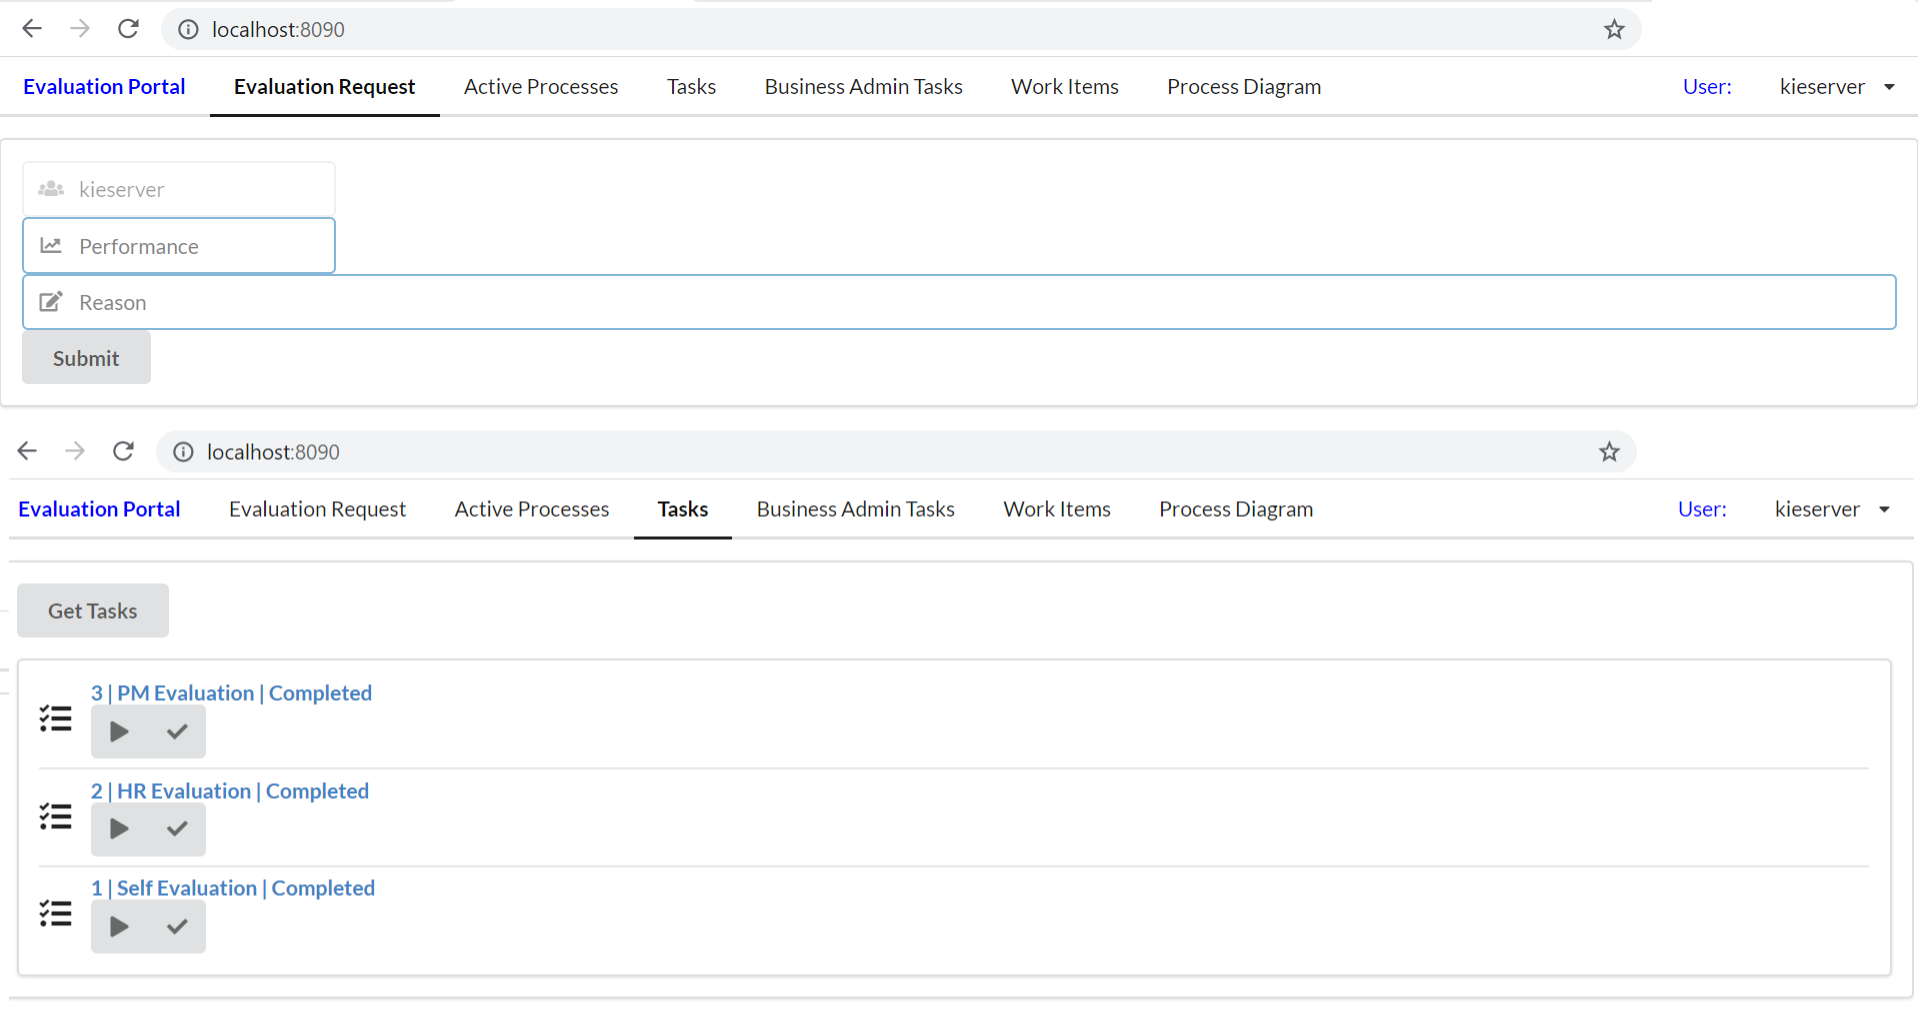 localhost:8090
Evaluation Portal Evaluation Request Active Processes Tasks Business Admin Tasks Work Items Process Diagram User: kieserver
kieserver
Performance
Reason
Submit
localhost:8090
Evaluation Portal Evaluation Request Active Processes Tasks Business Admin Tasks Work Items Process Diagram User: kieserver
Get Tasks
3 | PM Evaluation | Completed
2 | HR Evaluation | Completed
1 | Self Evaluation | Completed